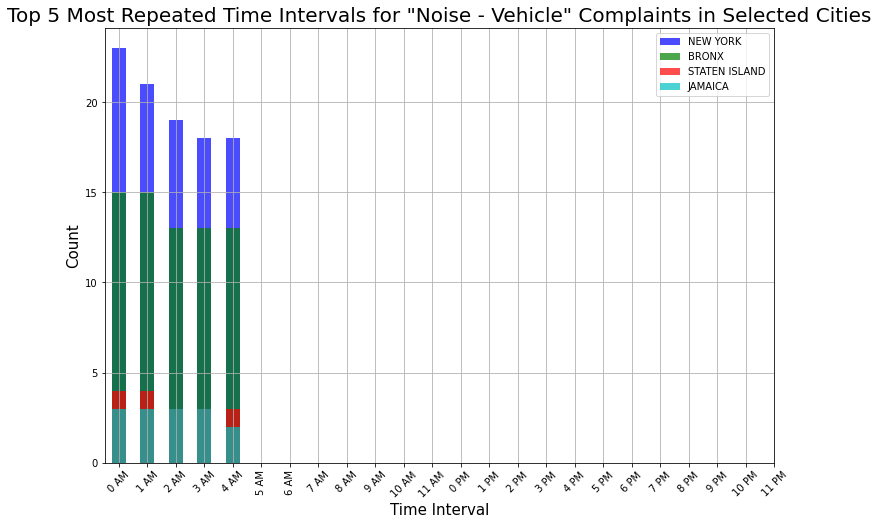 Top 5 Most Repeated Time Intervals for "Noise - Vehicle" Complaints in Selected Cities
NEW YORK
BRONX
STATEN ISLAND
JAMAICA
Count
20
15
10
5
0
0 AM
1 AM
2 AM
3 AM
4 AM
5 AM
6 AM
7 AM
8 AM
9 AM
10 AM
11 AM
0 PM
1 PM
2 PM
3 PM
4 PM
5 PM
6 PM
7 PM
8 PM
9 PM
10 PM
11 PM
Time Interval